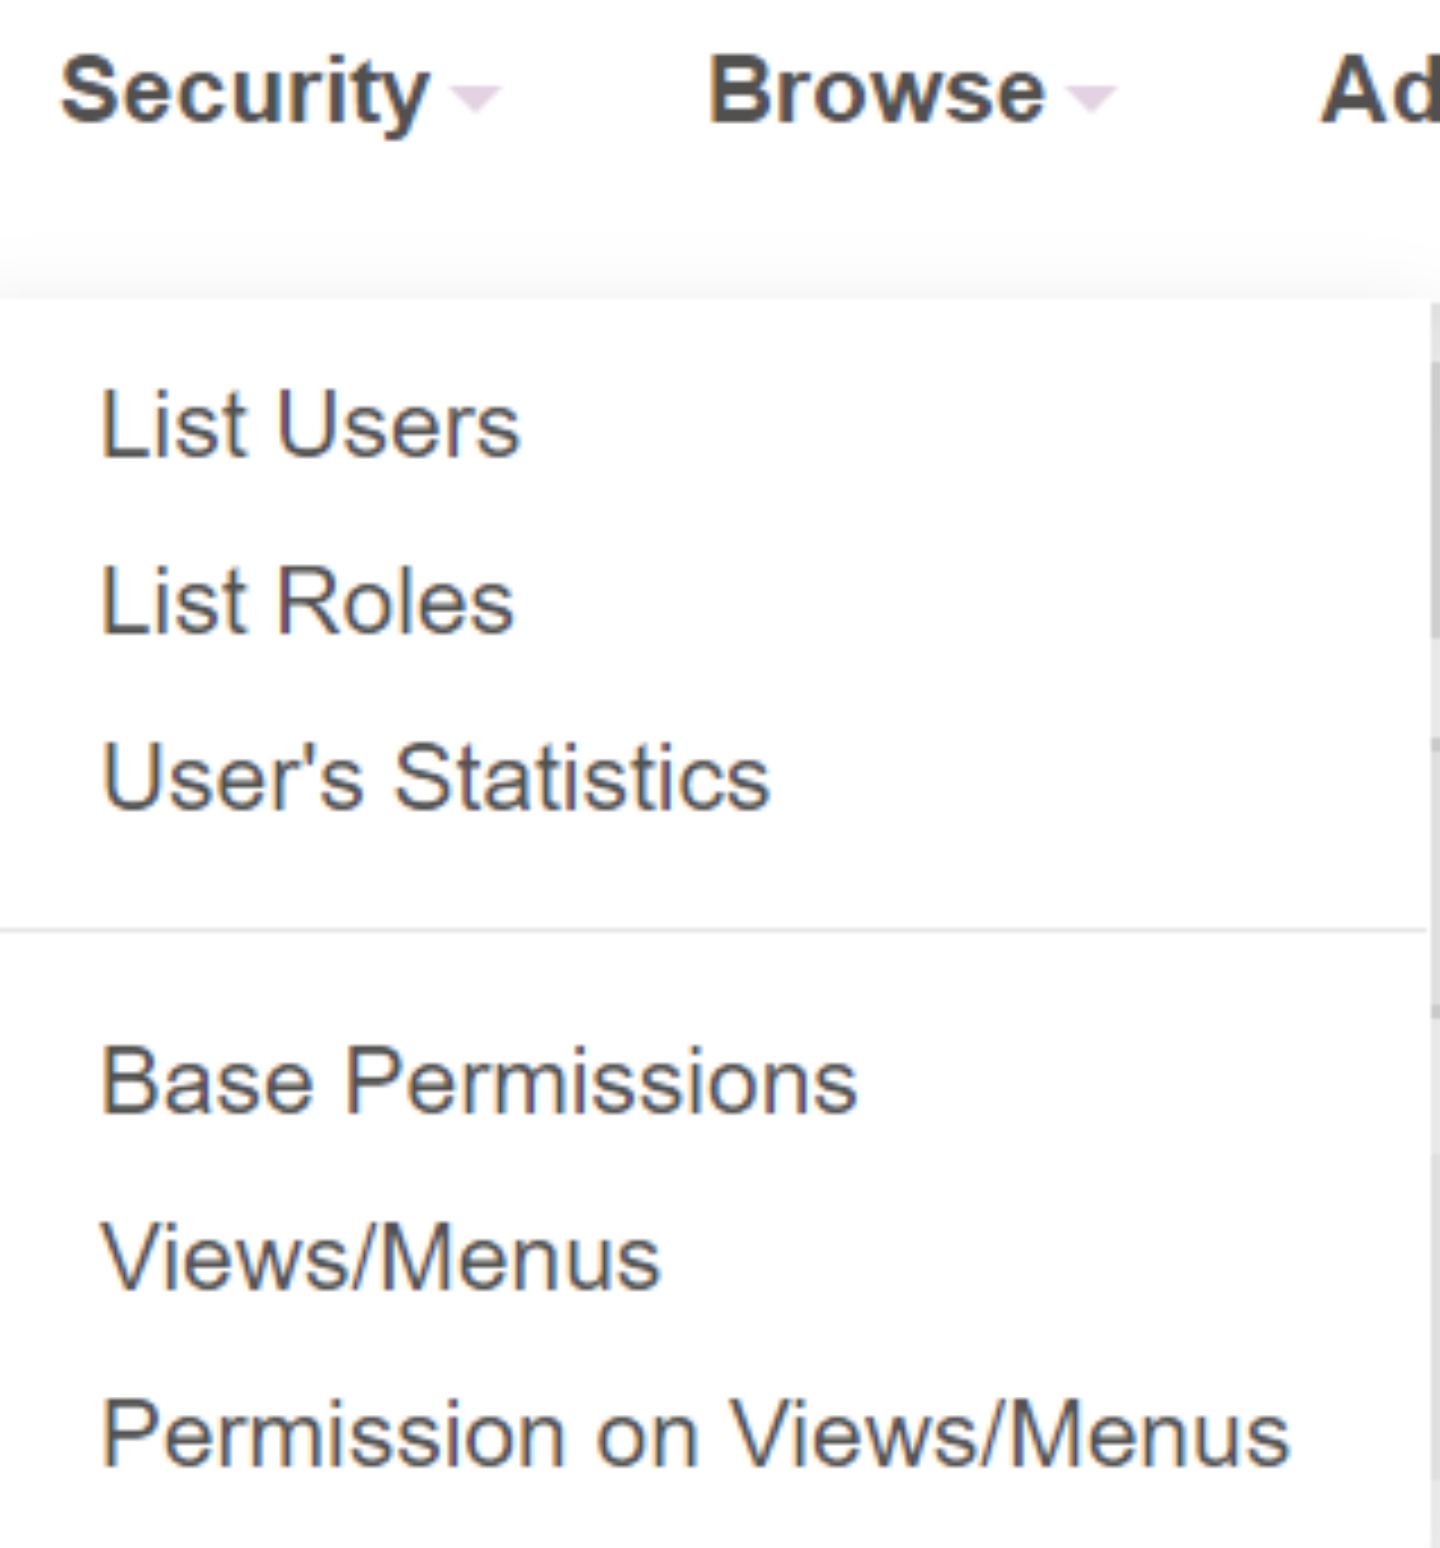 Security Browse Ad
List Users
List Roles
User's Statistics
Base Permissions
Views/Menus
Permission on Views/Menus